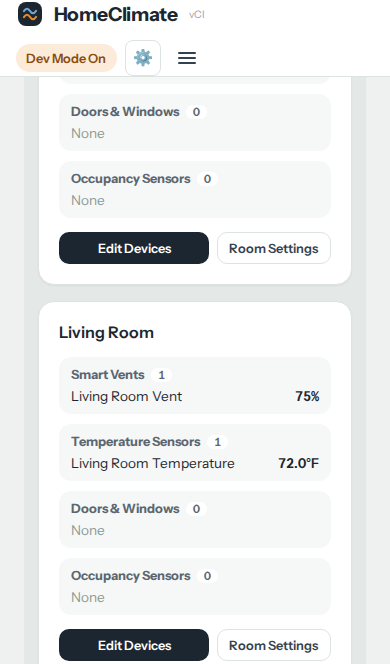 HomeClimate vCI
Dev Mode On
Doors & Windows 0
None
Occupancy Sensors 0
None
Edit Devices Room Settings
Living Room
Smart Vents 1
Living Room Vent 75%
Temperature Sensors 1
Living Room Temperature 72.0°F
Doors & Windows 0
None
Occupancy Sensors 0
None
Edit Devices Room Settings